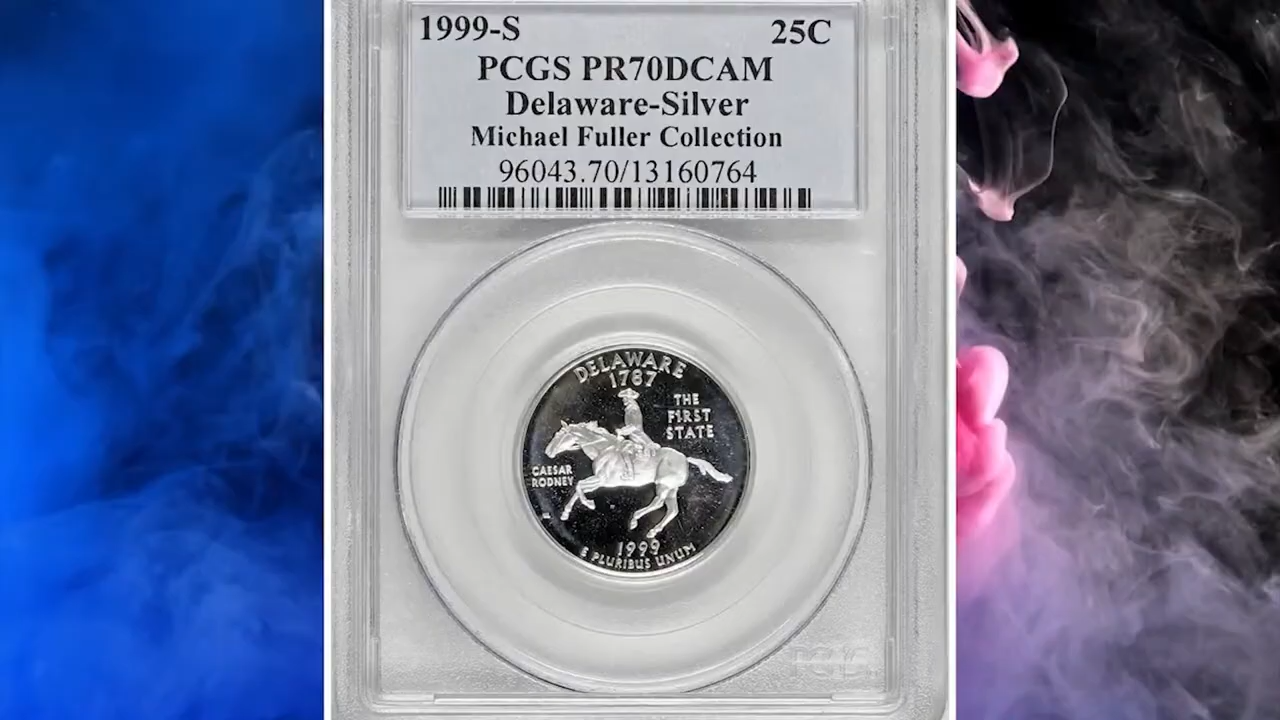 1999-S 25C
PCGS PR70DCAM
Delaware-Silver
Michael Fuller Collection
96043.70/13160764
DELAWARE
1787
THE
FIRST
STATE
CAESAR
RODNEY
1999
E PLURIBUS UNUM
PCGS